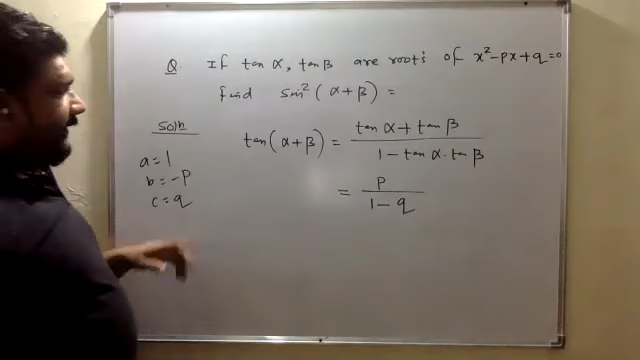 Q. If tan α, tan β are roots of x²-px+q=0
find sin²(α+β) =
Soln
tan(α+β) = tan α + tan β / 1 - tan α. tan β
a=1
b=-p
c=q
= p / 1-q